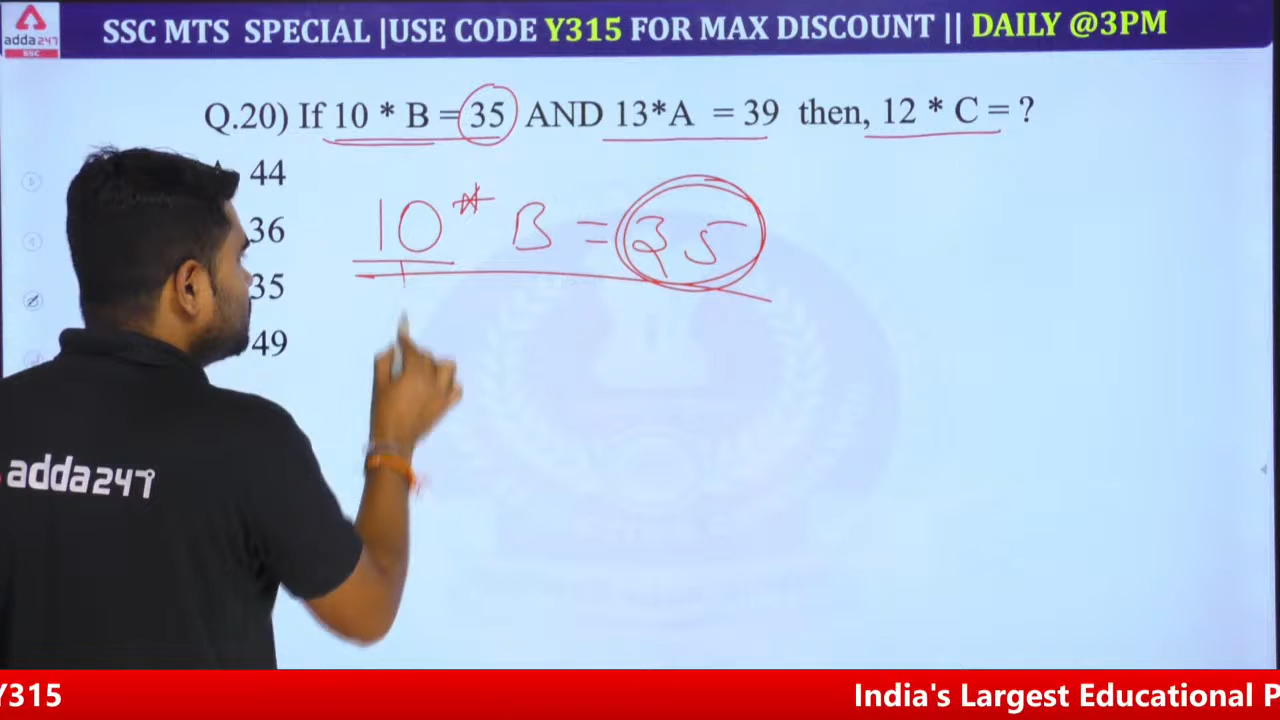 adda247
SSC
SSC MTS SPECIAL |USE CODE Y315 FOR MAX DISCOUNT || DAILY @3PM
Q.20) If 10 * B = 35 AND 13*A = 39 then, 12 * C = ?
44
36
35
49
10 * B = 35
adda247
Y315
India's Largest Educational P